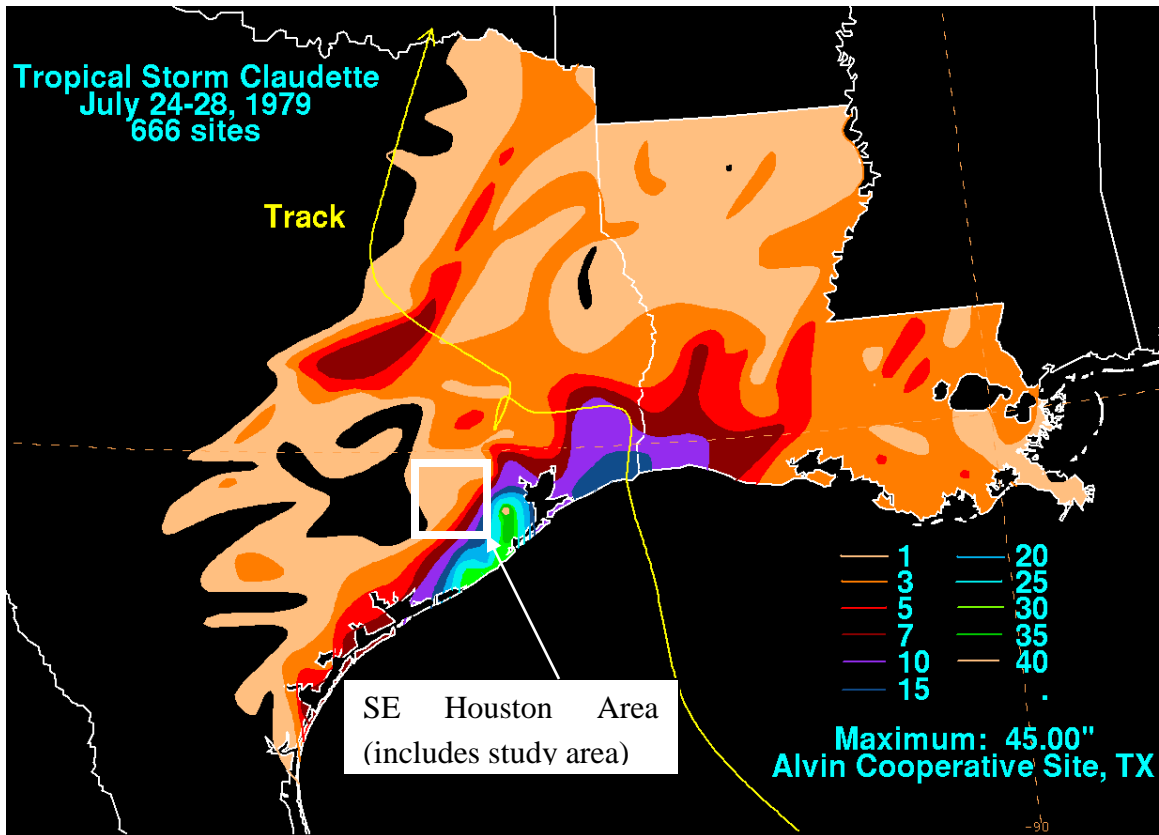 Tropical Storm Claudette
July 24-28, 1979
666 sites
Track
1 20
3 25
5 30
7 35
10 40
15 .
SE Houston Area
(includes study area)
Maximum: 45.00"
Alvin Cooperative Site, TX
-90